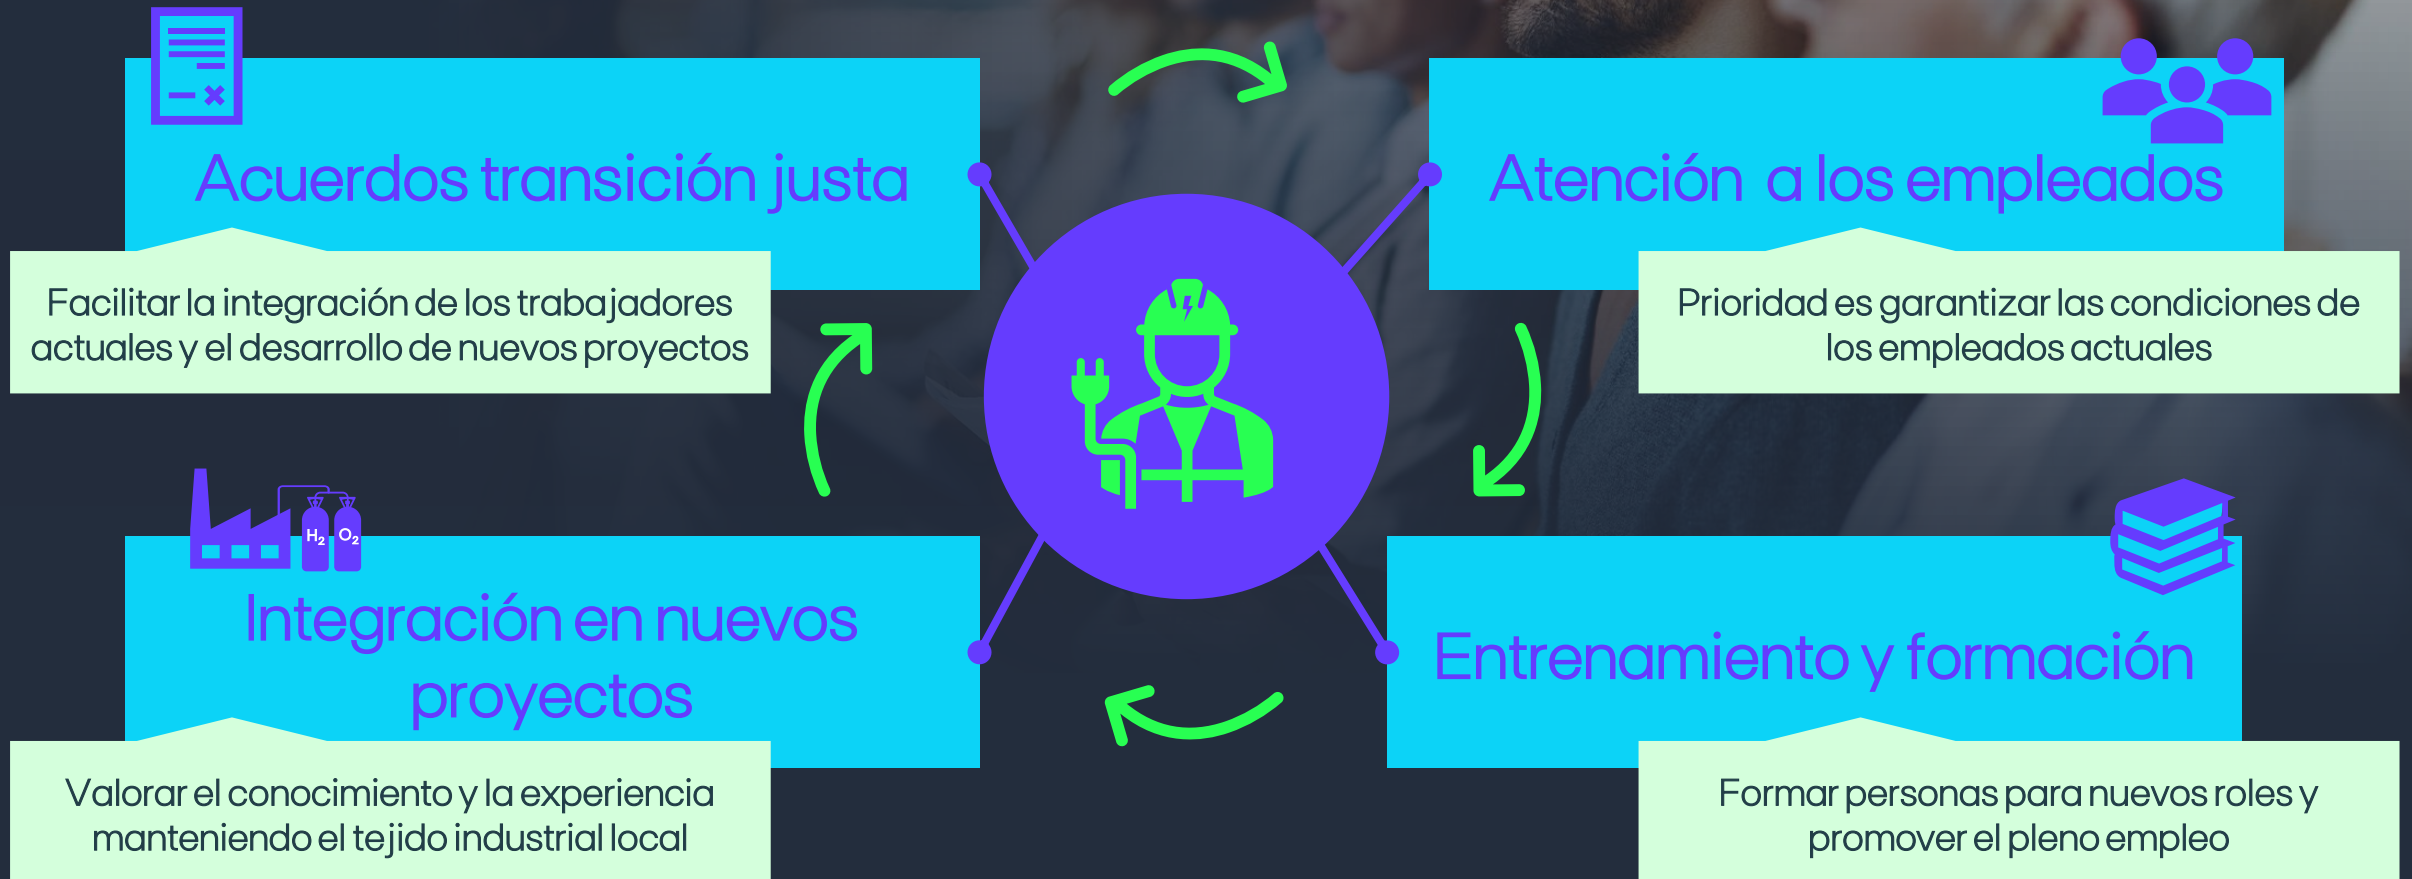 Acuerdos transición justa
Facilitar la integración de los trabajadores
actuales y el desarrollo de nuevos proyectos
Atención a los empleados
Prioridad es garantizar las condiciones de
los empleados actuales
H2 O2
Integración en nuevos
proyectos
Valorar el conocimiento y la experiencia
manteniendo el tejido industrial local
Entrenamiento y formación
Formar personas para nuevos roles y
promover el pleno empleo